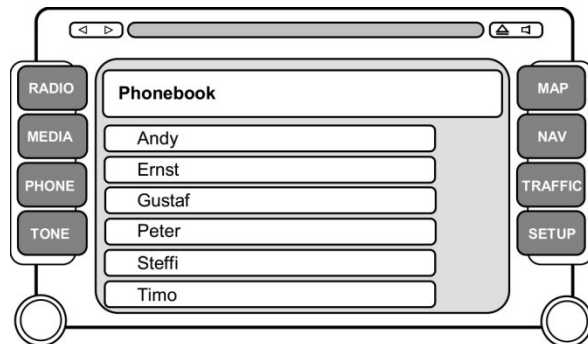 RADIO
MEDIA
PHONE
TONE
Phonebook
Andy
Ernst
Gustaf
Peter
Steffi
Timo
MAP
NAV
TRAFFIC
SETUP